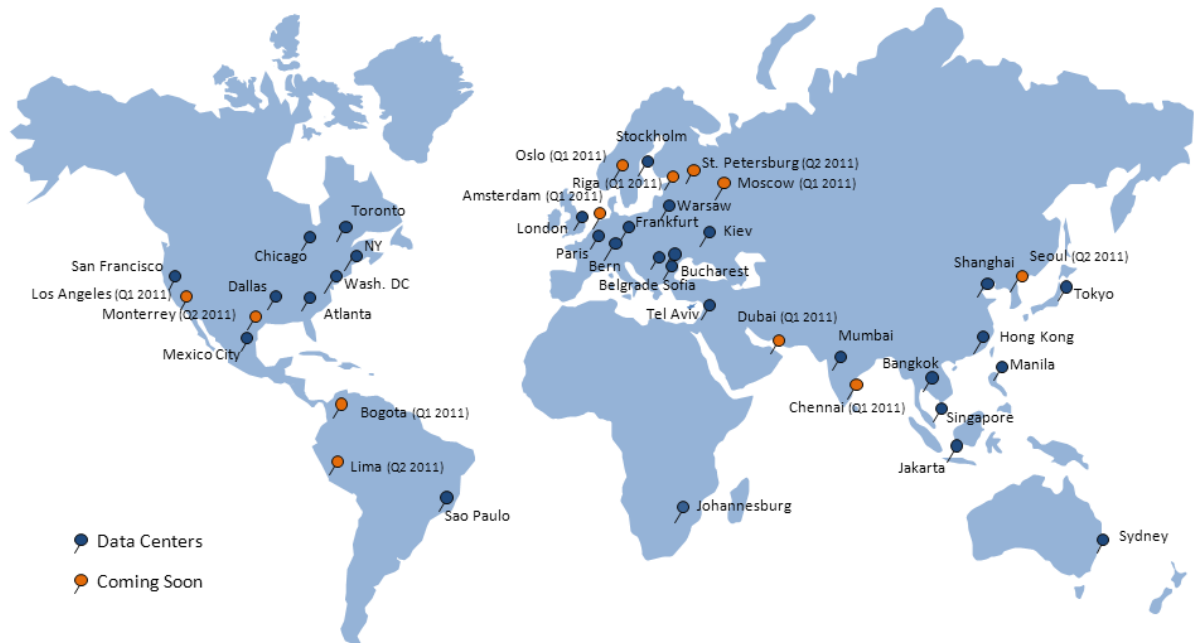 Stockholm
Oslo (Q1 2011)
St. Petersburg (Q2 2011)
Riga (Q1 2011)
Moscow (Q1 2011)
Amsterdam (Q1 2011)
Warsaw
Toronto
Frankfurt
London
Kiev
NY
Chicago
Paris
Seoul (Q2 2011)
Shanghai
San Francisco
Bern
Bucharest
Wash. DC
Dallas
Belgrade Sofia
Los Angeles (Q1 2011)
Tokyo
Atlanta
Monterrey (Q2 2011)
Tel Aviv
Dubai (Q1 2011)
Mumbai
Hong Kong
Mexico City
Bangkok
Manila
Chennai (Q1 2011)
Bogota (Q1 2011)
Singapore
Lima (Q2 2011)
Jakarta
Johannesburg
Sao Paulo
Sydney
Data Centers
Coming Soon